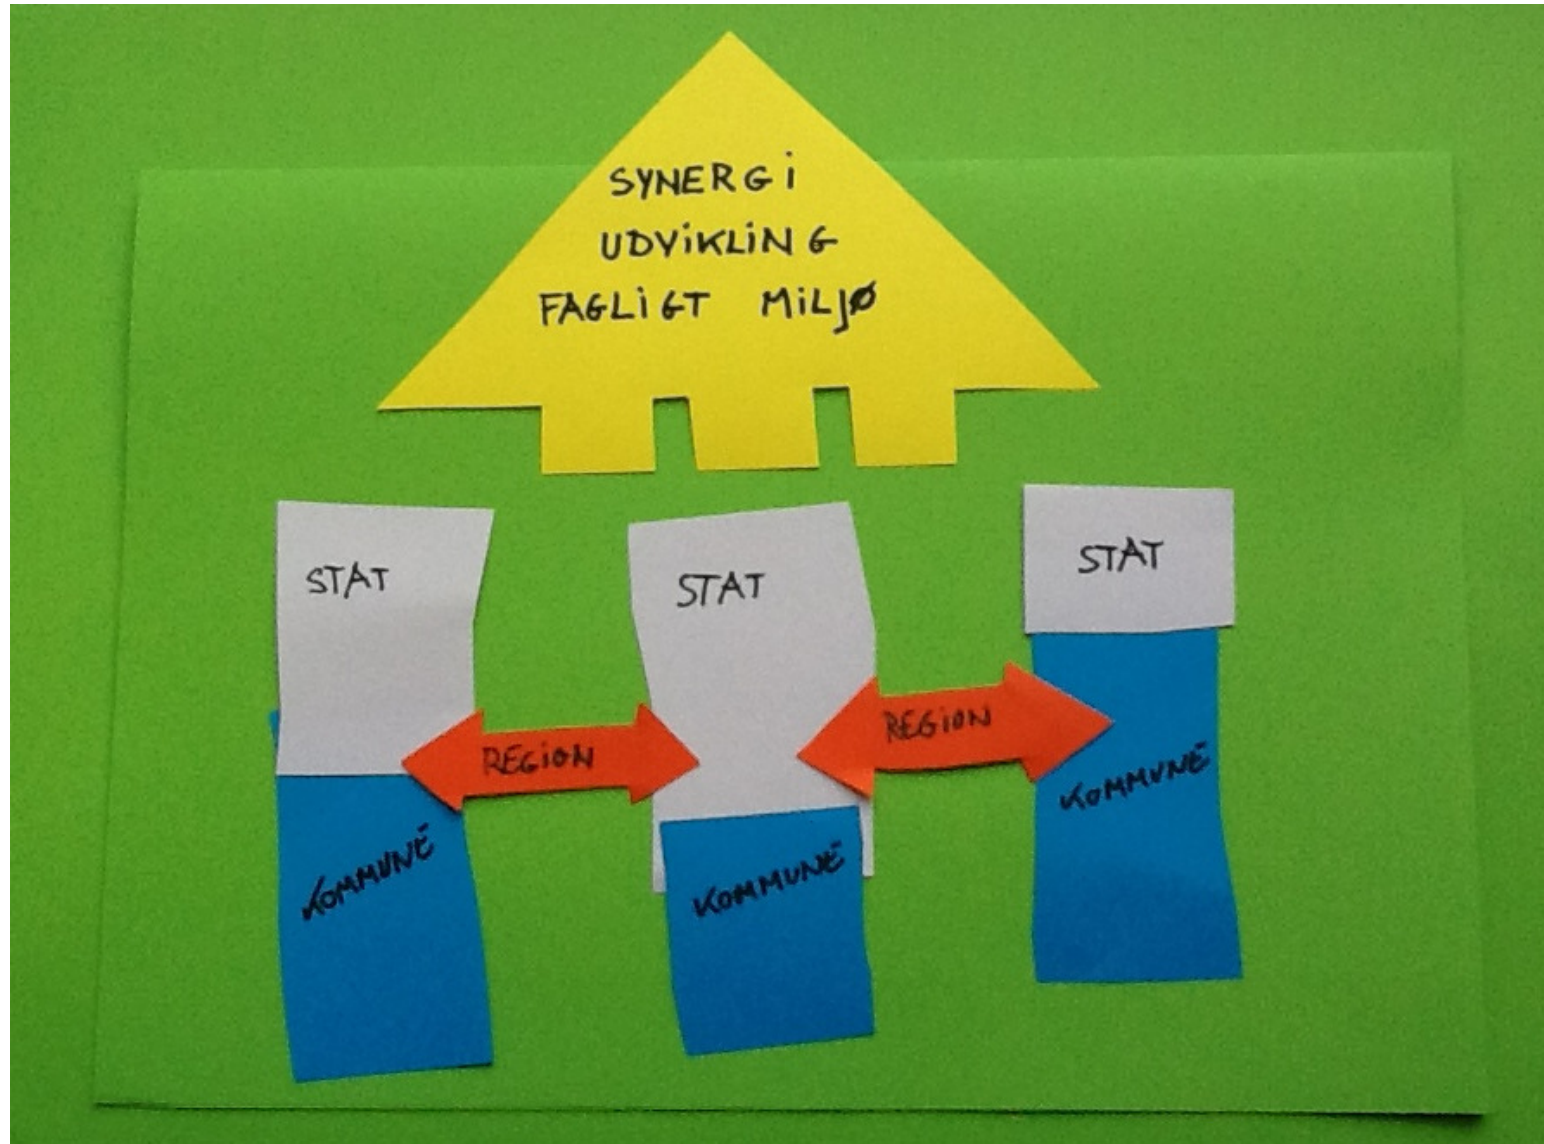 SYNERGI
UDVIKLING
FAGLIGT MILJØ
STAT
STAT
STAT
REGION
REGION
KOMMUNE
KOMMUNE
KOMMUNE